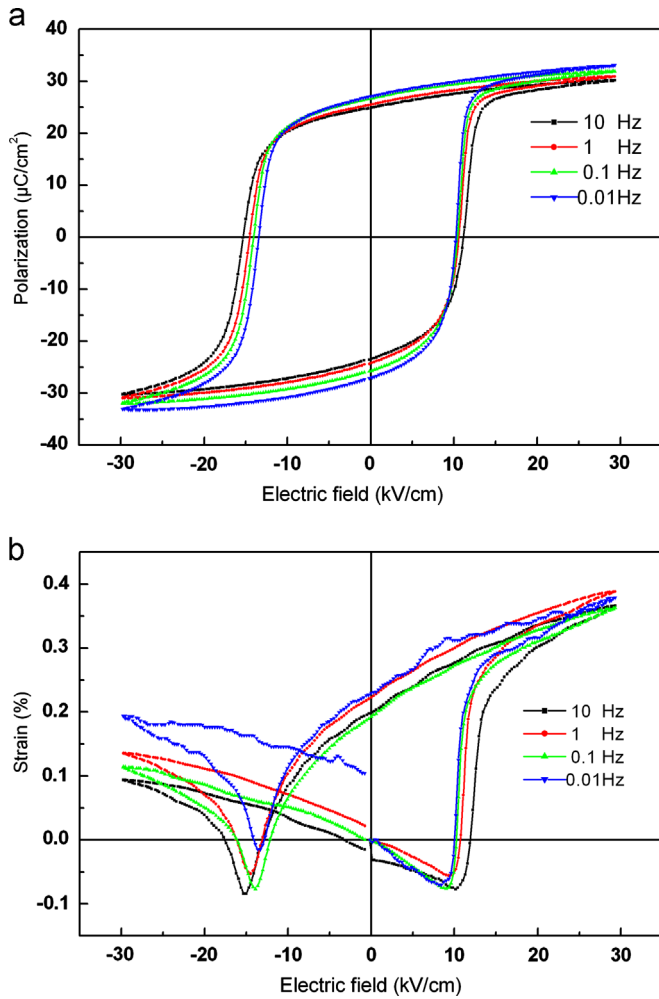 a
40
30
20
10
0
-10
-20
-30
-40
Polarization (μC/cm²)
10 Hz
1 Hz
0.1 Hz
0.01Hz
-30 -20 -10 0 10 20 30
Electric field (kV/cm)
b
0.4
0.3
0.2
0.1
0.0
-0.1
Strain (%)
10 Hz
1 Hz
0.1 Hz
0.01Hz
-30 -20 -10 0 10 20 30
Electric field (kV/cm)